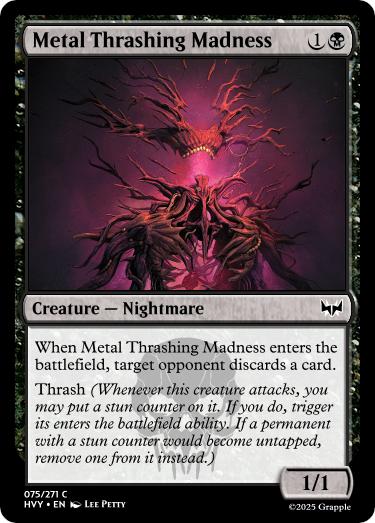 Metal Thrashing Madness 1
Creature — Nightmare
When Metal Thrashing Madness enters the
battlefield, target opponent discards a card.
Thrash (Whenever this creature attacks, you
may put a stun counter on it. If you do, trigger
its enters the battlefield ability. If a permanent
with a stun counter would become untapped,
remove one from it instead.)
1/1
075/271 C
HVY • EN Lee Petty
©2025 Grapple